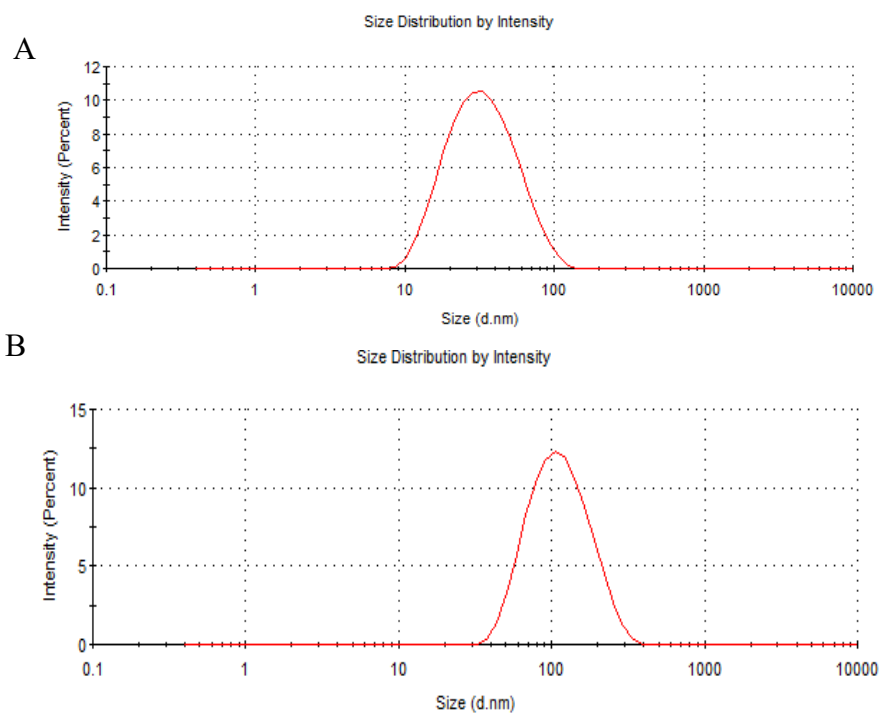 A
Size Distribution by Intensity
Intensity (Percent)
12
10
8
6
4
2
0
0.1 1 10 100 1000 10000
Size (d.nm)
B
Size Distribution by Intensity
Intensity (Percent)
15
10
5
0
0.1 1 10 100 1000 10000
Size (d.nm)